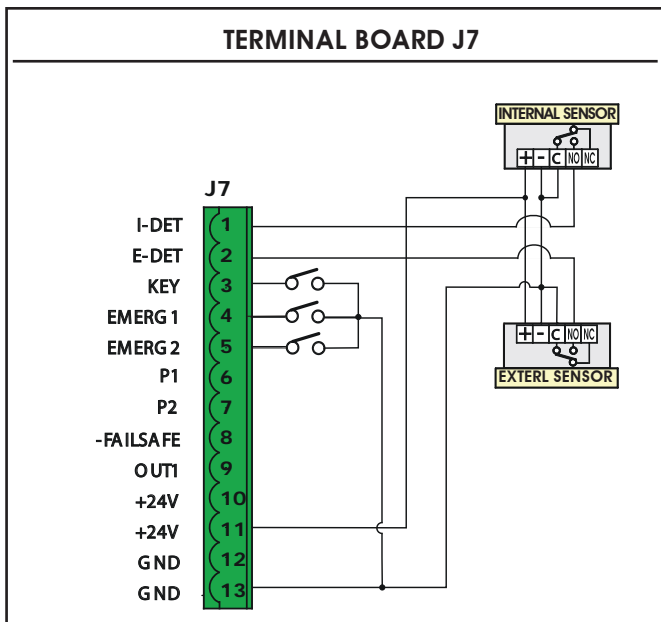 TERMINAL BOARD J7
INTERNAL SENSOR
+ - C NO NC
J7
I-DET 1
E-DET 2
KEY 3
EMERG 1 4
EMERG 2 5
P1 6
P2 7
-FAILSAFE 8
OUT1 9
+24V 10
+24V 11
GND 12
GND 13
+ - C NO NC
EXTERL SENSOR